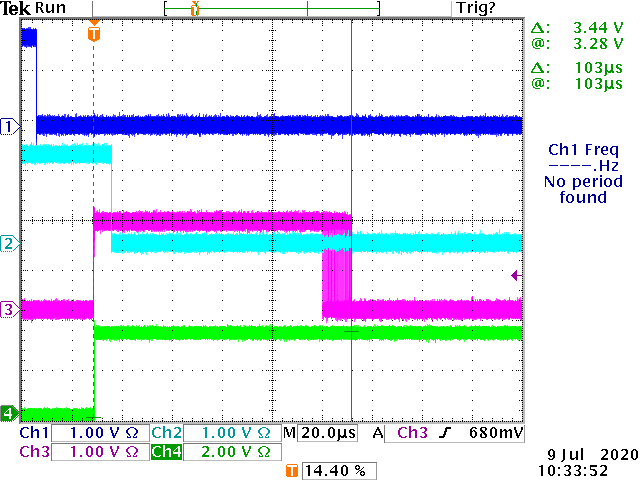 Tek Run Trig?
T
T
Δ: 3.44 V
@: 3.28 V
Δ: 103µs
@: 103µs
1
Ch1 Freq
----.Hz
No period
found
2
3
4
Ch1 1.00 V Ω Ch2 1.00 V Ω M 20.0µs A Ch3 680mV
Ch3 1.00 V Ω Ch4 2.00 V Ω
T 14.40 %
9 Jul 2020
10:33:52